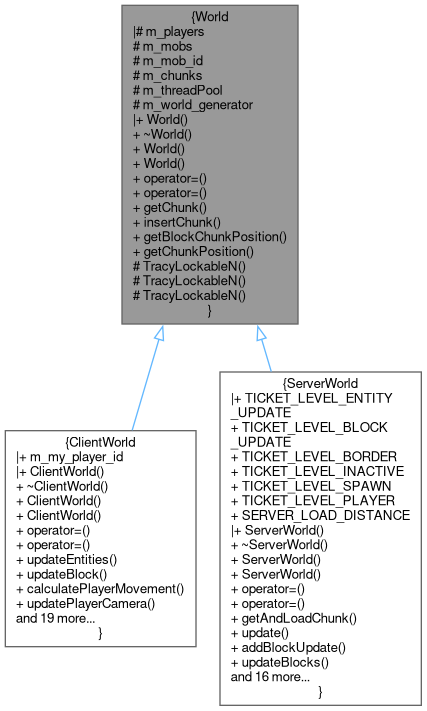 {World
|# m_players
# m_mobs
# m_mob_id
# m_chunks
# m_threadPool
# m_world_generator
|+ World()
+ ~World()
+ World()
+ World()
+ operator=()
+ operator=()
+ getChunk()
+ insertChunk()
+ getBlockChunkPosition()
+ getChunkPosition()
# TracyLockableN()
# TracyLockableN()
# TracyLockableN()
}
{ClientWorld
|+ m_my_player_id
|+ ClientWorld()
+ ~ClientWorld()
+ ClientWorld()
+ ClientWorld()
+ operator=()
+ operator=()
+ updateEntities()
+ updateBlock()
+ calculatePlayerMovement()
+ updatePlayerCamera()
and 19 more...
}
{ServerWorld
|+ TICKET_LEVEL_ENTITY
_UPDATE
+ TICKET_LEVEL_BLOCK
_UPDATE
+ TICKET_LEVEL_BORDER
+ TICKET_LEVEL_INACTIVE
+ TICKET_LEVEL_SPAWN
+ TICKET_LEVEL_PLAYER
+ SERVER_LOAD_DISTANCE
|+ ServerWorld()
+ ~ServerWorld()
+ ServerWorld()
+ ServerWorld()
+ operator=()
+ operator=()
+ getAndLoadChunk()
+ update()
+ addBlockUpdate()
+ updateBlocks()
and 16 more...
}